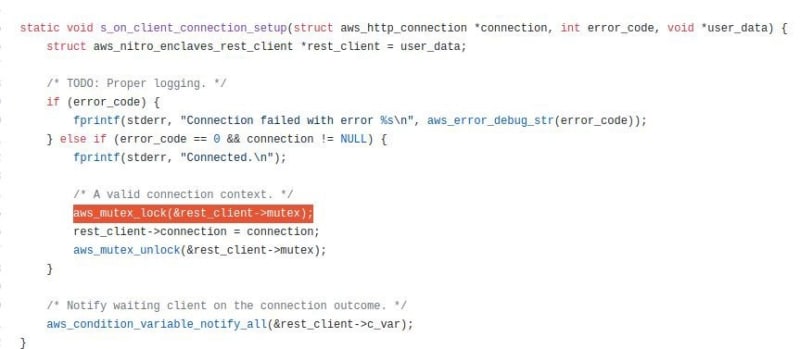 static void s_on_client_connection_setup(struct aws_http_connection *connection, int error_code, void *user_data) {
    struct aws_nitro_enclaves_rest_client *rest_client = user_data;

    /* TODO: Proper logging. */
    if (error_code) {
        fprintf(stderr, "Connection failed with error %s\n", aws_error_debug_str(error_code));
    } else if (error_code == 0 && connection != NULL) {
        fprintf(stderr, "Connected.\n");

        /* A valid connection context. */
        aws_mutex_lock(&rest_client->mutex);
        rest_client->connection = connection;
        aws_mutex_unlock(&rest_client->mutex);
    }

    /* Notify waiting client on the connection outcome. */
    aws_condition_variable_notify_all(&rest_client->c_var);
}